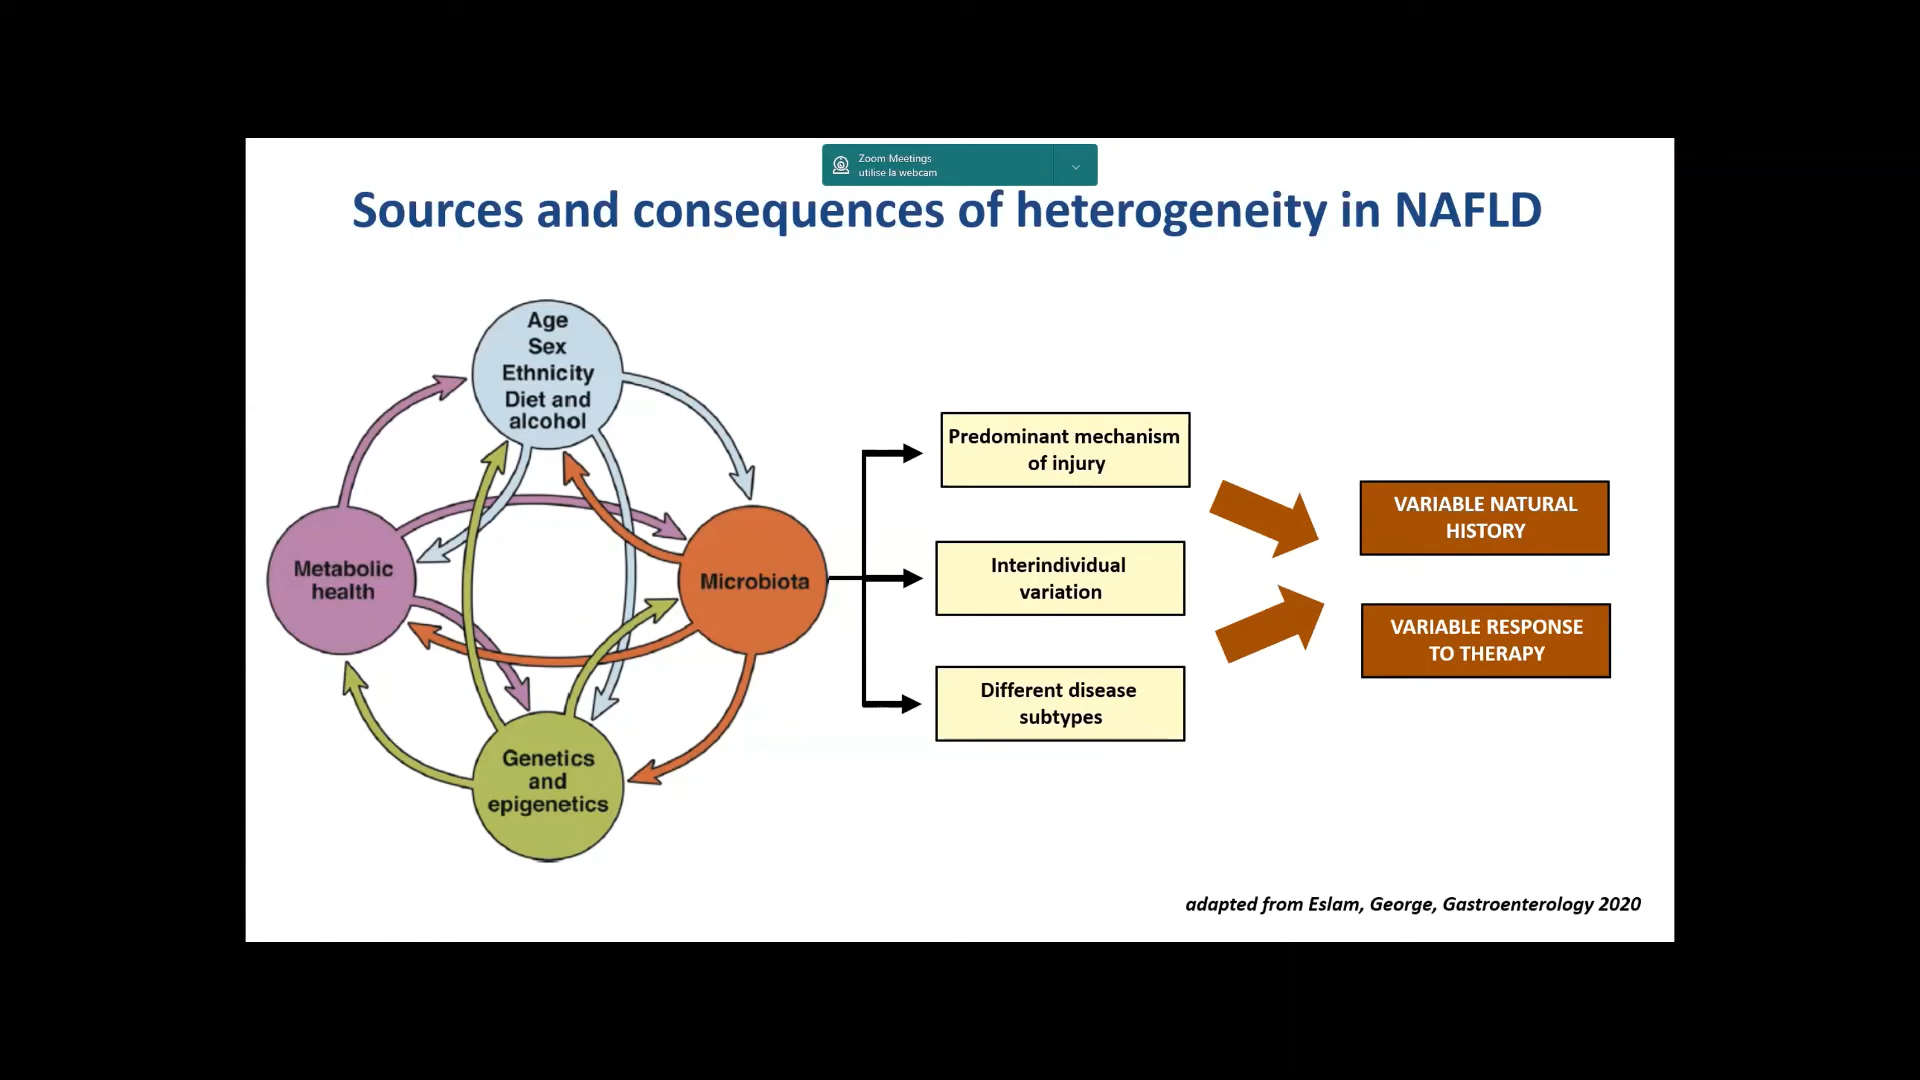 Zoom Meetings
utilise la webcam
Sources and consequences of heterogeneity in NAFLD
Age
Sex
Ethnicity
Diet and
alcohol
Metabolic
health
Microbiota
Genetics
and
epigenetics
Predominant mechanism
of injury
Interindividual
variation
Different disease
subtypes
VARIABLE NATURAL
HISTORY
VARIABLE RESPONSE
TO THERAPY
adapted from Eslam, George, Gastroenterology 2020